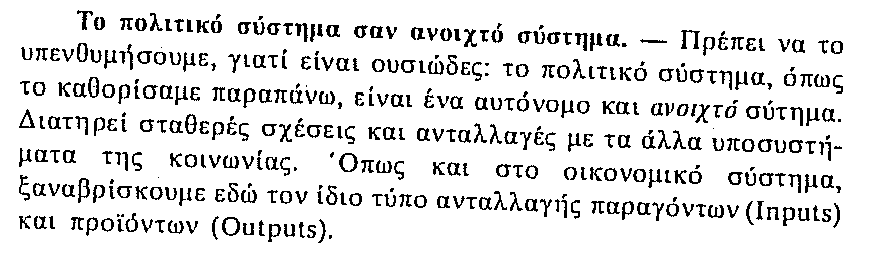 Το πολιτικό σύστημα σαν ανοιχτό σύστημα. — Πρέπει να το
υπενθυμήσουμε, γιατί είναι ουσιώδες: το πολιτικό σύστημα, όπως
το καθορίσαμε παραπάνω, είναι ένα αυτόνομο και ανοιχτό σύτημα.
Διατηρεί σταθερές σχέσεις και ανταλλαγές με τα άλλα υποσυστή-
ματα της κοινωνίας. Όπως και στο οικονομικό σύστημα,
ξαναβρίσκουμε εδώ τον ίδιο τύπο ανταλλαγής παραγόντων (Inputs)
και προϊόντων (Outputs).